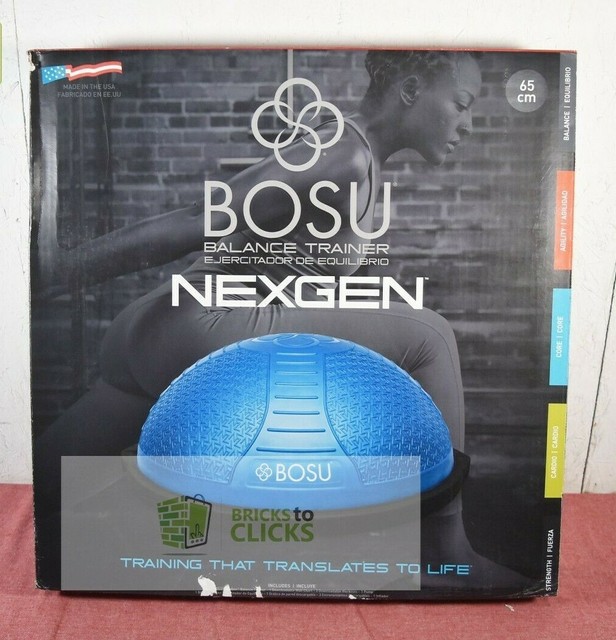 MADE IN THE USA
FABRICADO EN EE.UU
65
cm
BOSU
BALANCE TRAINER
EJERCITADOR DE EQUILIBRIO
NEXGEN™
BALANCE | EQUILIBRIO
AGILITY | AGILIDAD
CORE | CORE
CARDIO | CARDIO
STRENGTH | FUERZA
BOSU
BRICKS to
CLICKS
TRAINING THAT TRANSLATES TO LIFE
INCLUDES | INCLUYE